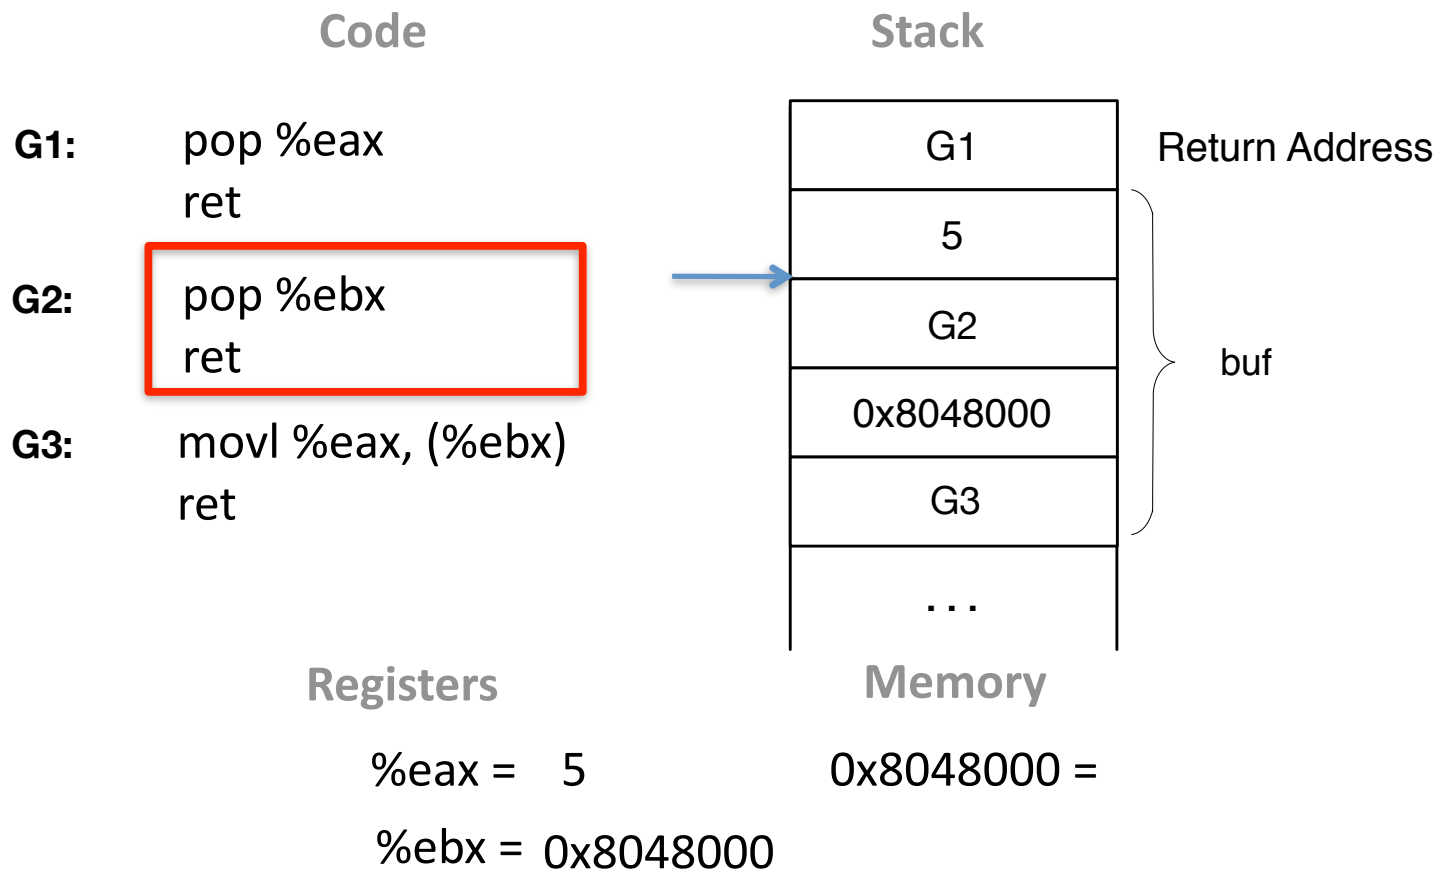 Code
G1: pop %eax
ret
G2: pop %ebx
ret
G3: movl %eax, (%ebx)
ret
Stack
G1 Return Address
5
G2
buf
0x8048000
G3
...
Registers
%eax = 5
%ebx = 0x8048000
Memory
0x8048000 =